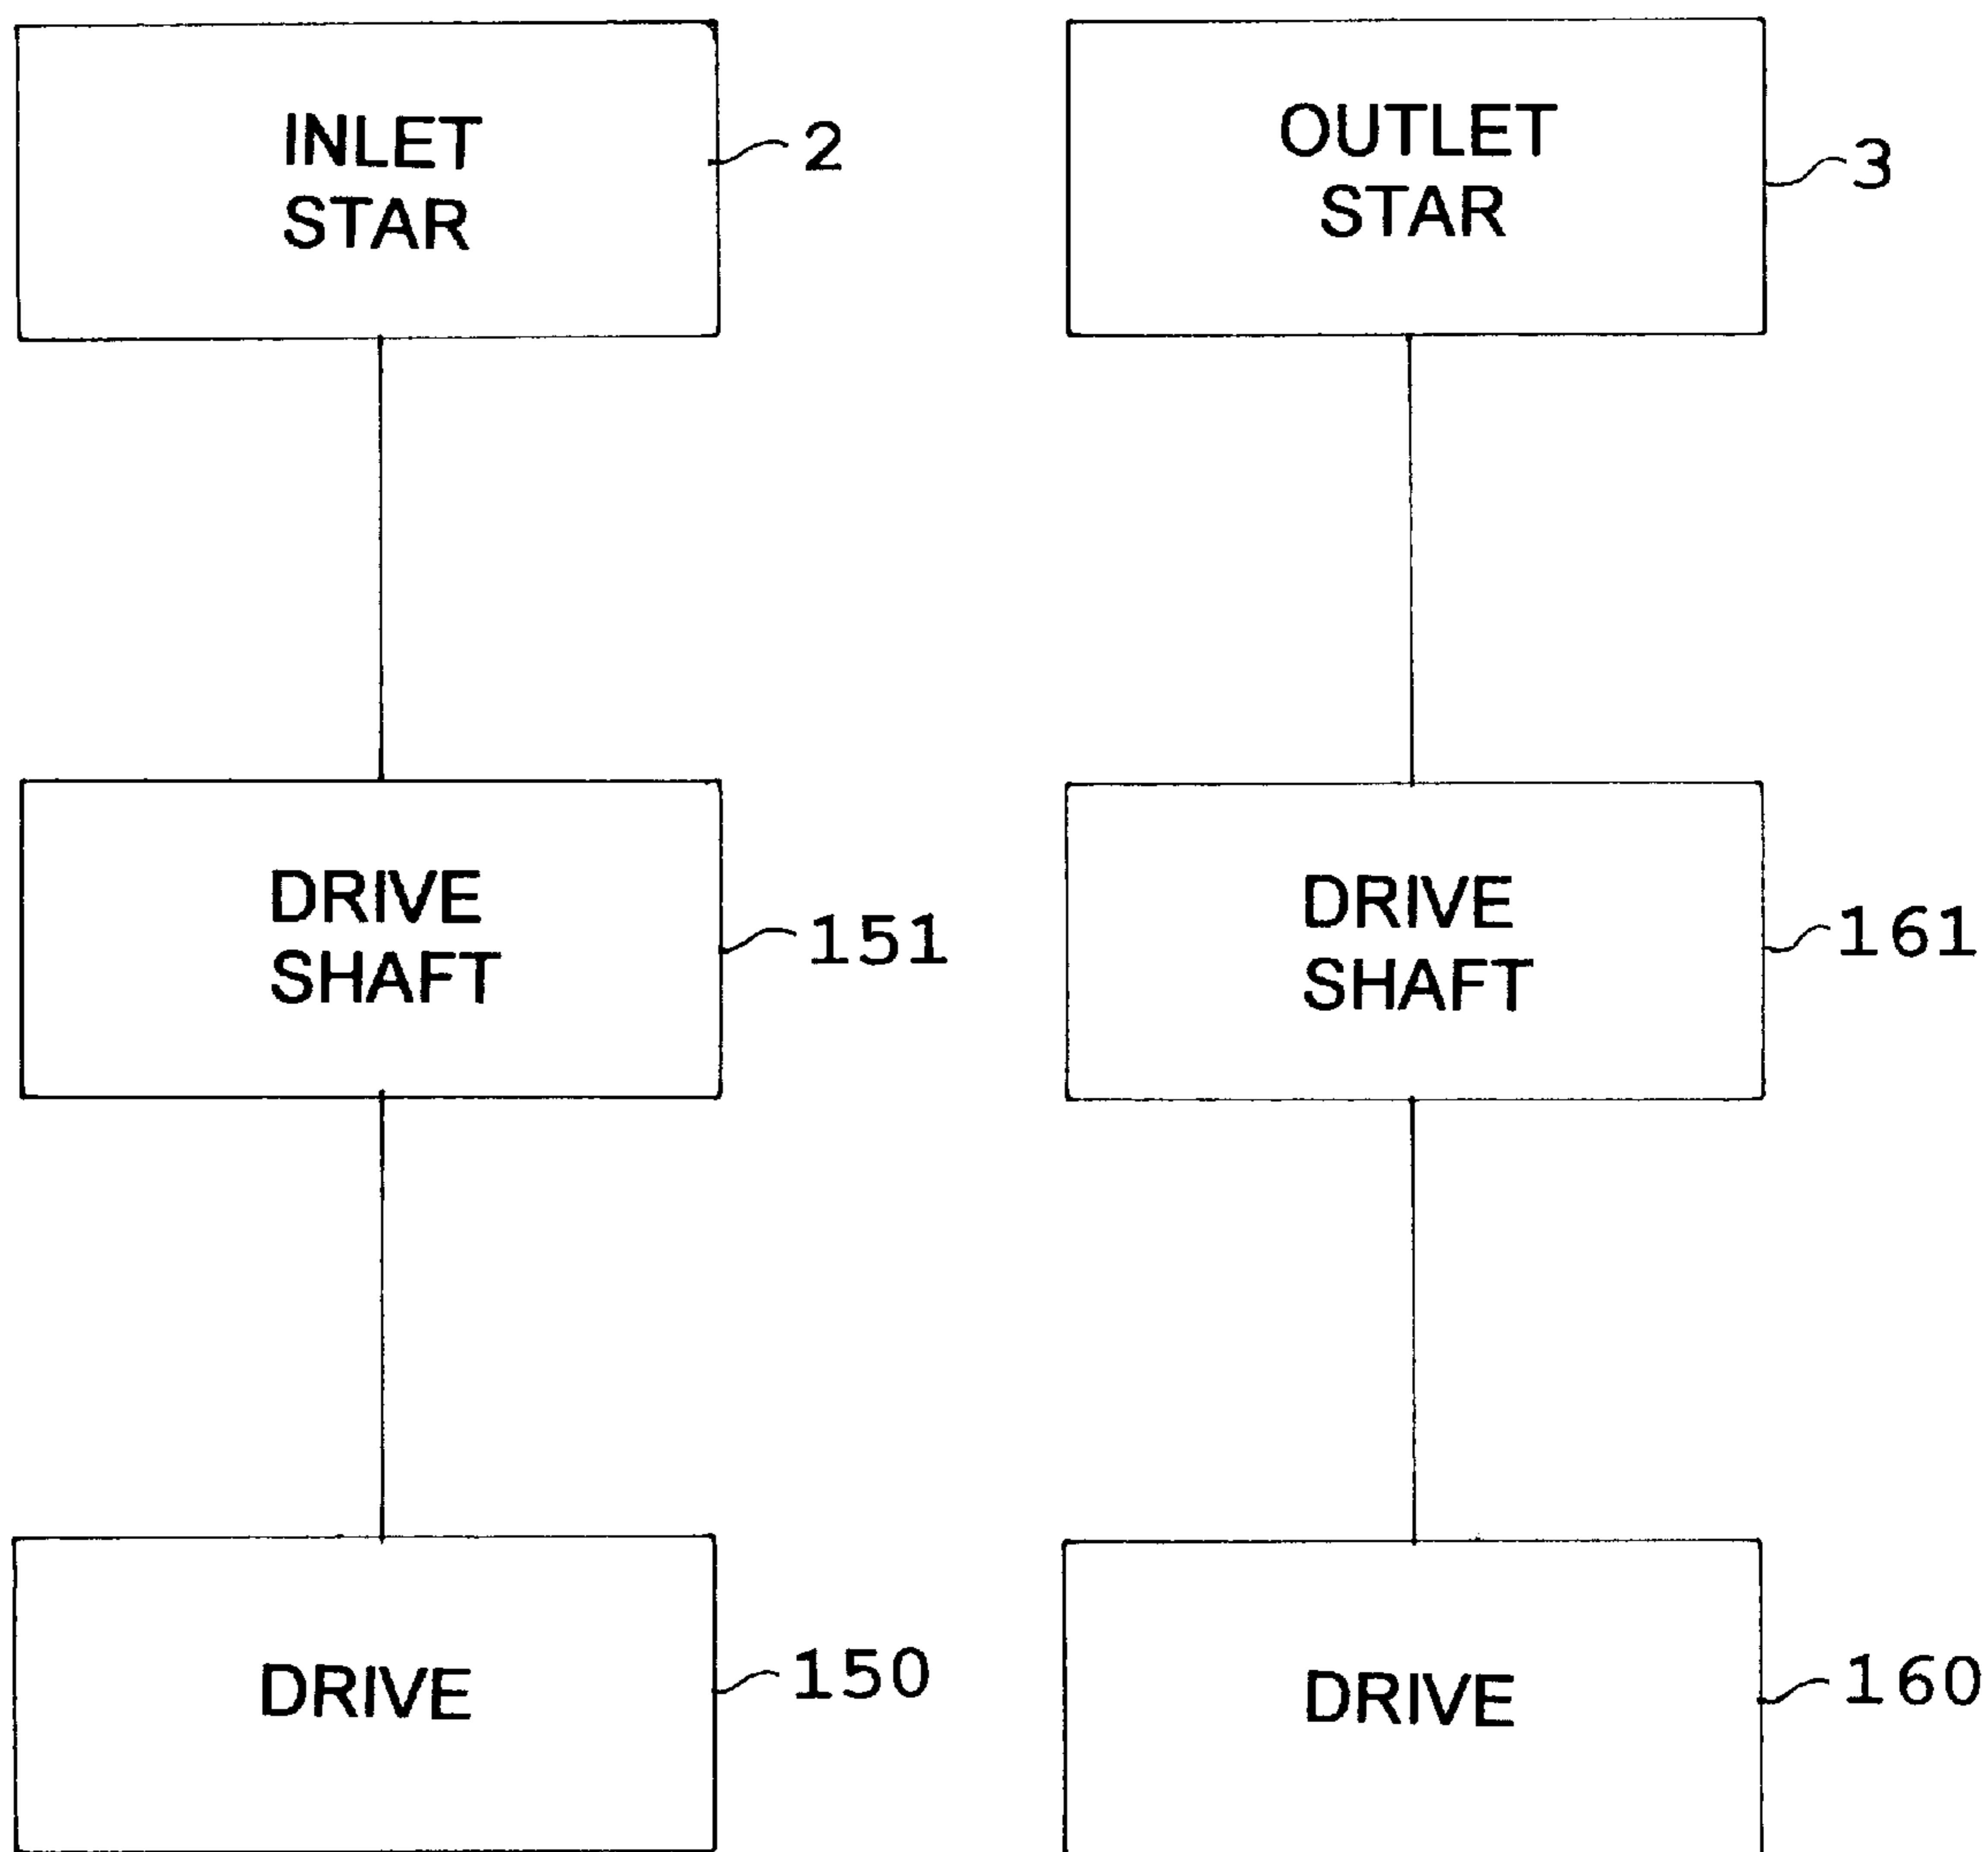 INLET
STAR
2
OUTLET
STAR
3
DRIVE
SHAFT
151
DRIVE
SHAFT
161
DRIVE
150
DRIVE
160